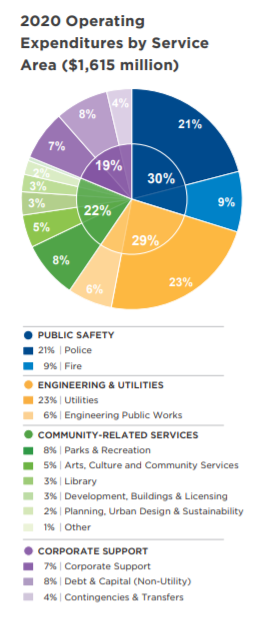 2020 Operating
Expenditures by Service
Area ($1,615 million)
4%
8%
21%
7%
19%
30%
2%
3%
9%
3%
22%
5%
29%
8%
23%
6%
PUBLIC SAFETY
21% | Police
9% | Fire
ENGINEERING & UTILITIES
23% | Utilities
6% | Engineering Public Works
COMMUNITY-RELATED SERVICES
8% | Parks & Recreation
5% | Arts, Culture and Community Services
3% | Library
3% | Development, Buildings & Licensing
2% | Planning, Urban Design & Sustainability
1% | Other
CORPORATE SUPPORT
7% | Corporate Support
8% | Debt & Capital (Non-Utility)
4% | Contingencies & Transfers